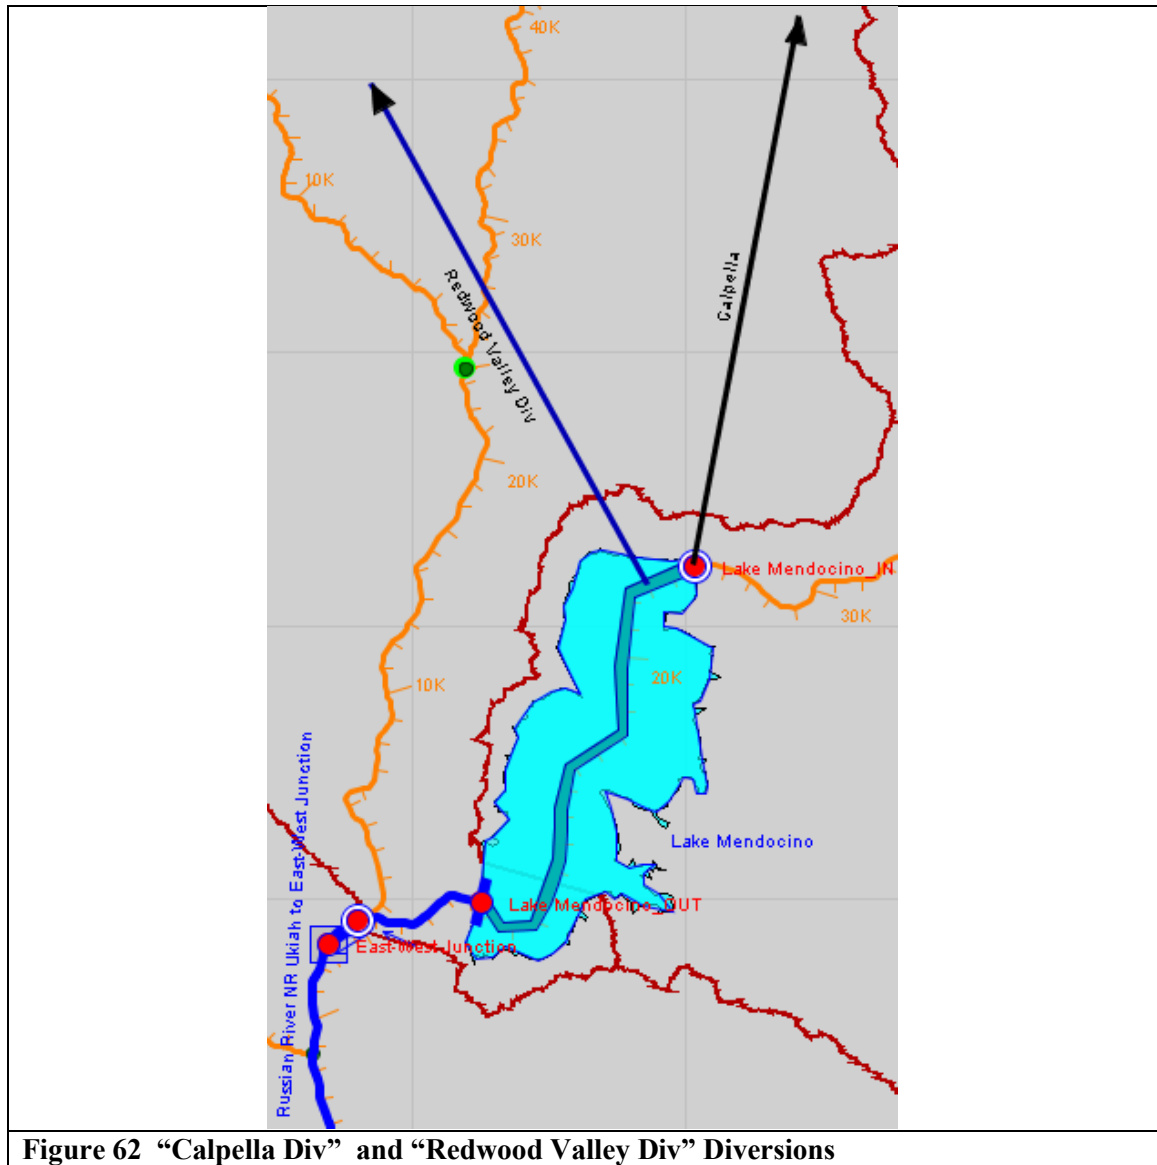 40K
10K
30K
Redwood Valley Div
Calpella
20K
Lake Mendocino_IN
30K
20K
10K
Russian River NR Ukiah to East-West Junction
Lake Mendocino
Lake Mendocino_OUT
East-West Junction
Figure 62 “Calpella Div” and “Redwood Valley Div” Diversions